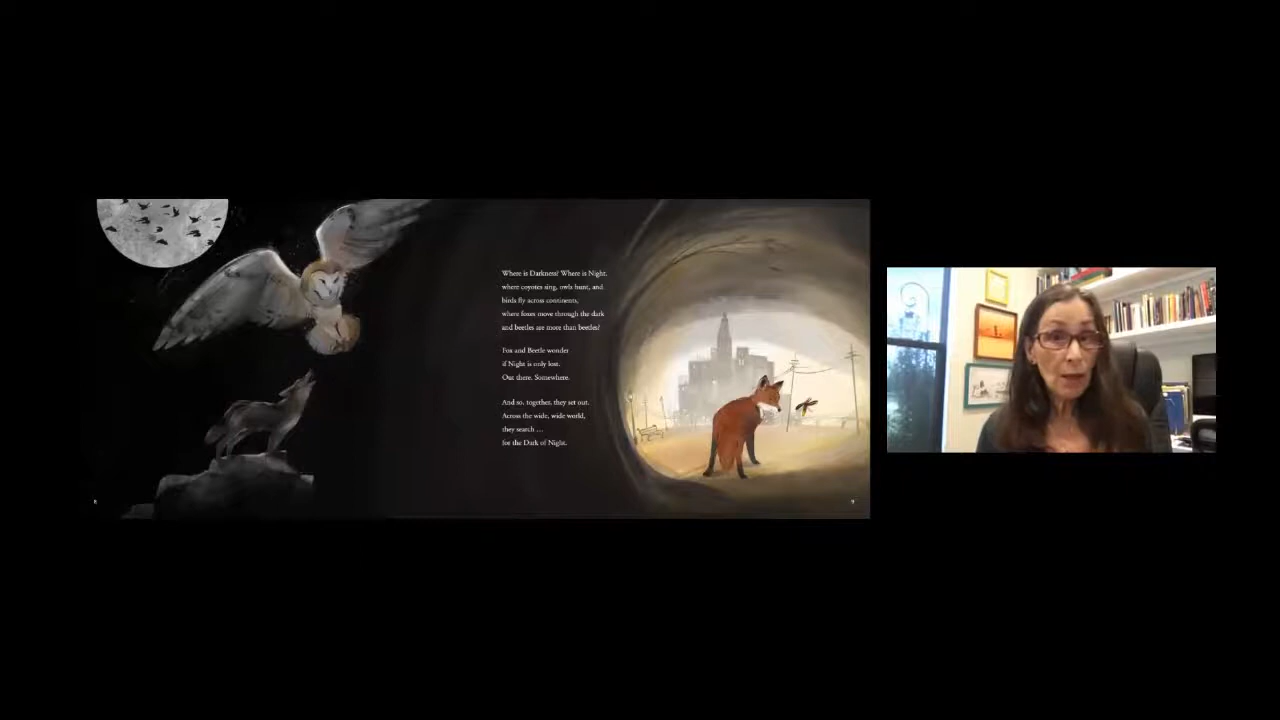 Where is Darkness? Where is Night,
where coyotes sing, owls hunt, and
birds fly across continents,
where foxes move through the dark
and beetles are more than beetles?
Fox and Beetle wonder
if Night is only lost.
Out there. Somewhere.
And so, together, they set out.
Across the wide, wide world,
they search ...
for the Dark of Night.
8
9